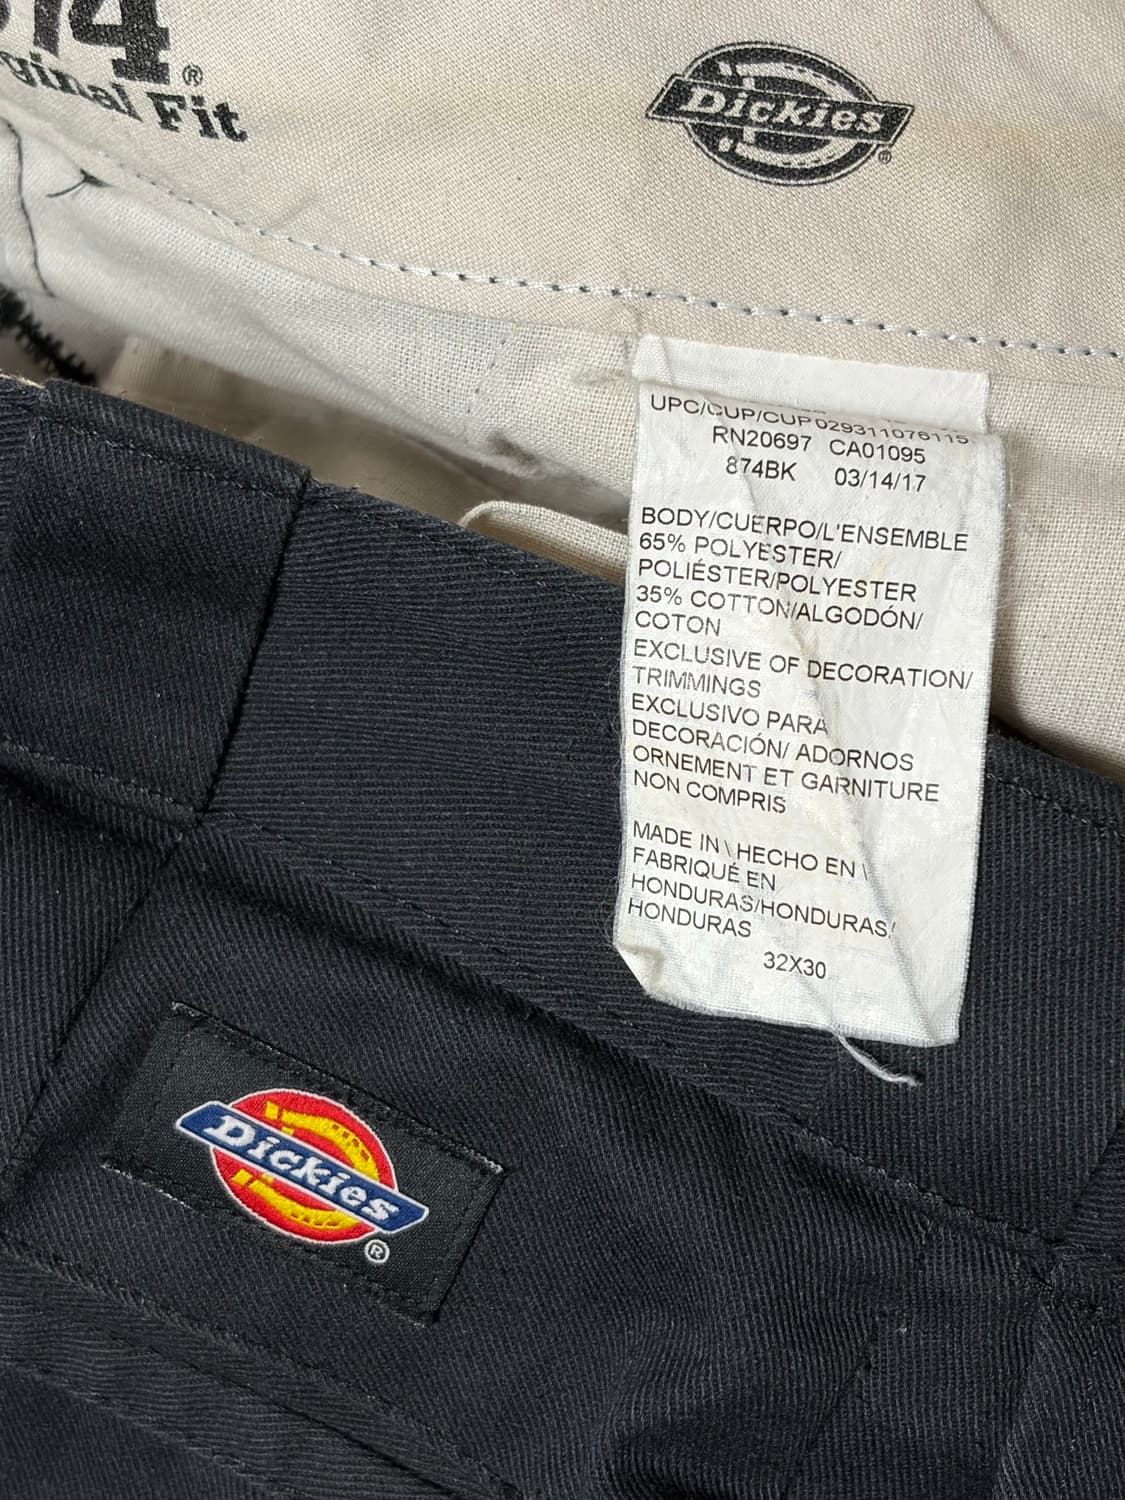 874®
Original Fit
Dickies®
UPC/CUP/CUP 029311076115
RN20697 CA01095
874BK 03/14/17
BODY/CUERPO/L'ENSEMBLE
65% POLYESTER/
POLIÉSTER/POLYESTER
35% COTTON/ALGODÓN/
COTON
EXCLUSIVE OF DECORATION/
TRIMMINGS
EXCLUSIVO PARA
DECORACIÓN/ ADORNOS
ORNEMENT ET GARNITURE
NON COMPRIS
MADE IN \ HECHO EN \
FABRIQUÉ EN
HONDURAS/HONDURAS/
HONDURAS
32X30
Dickies®